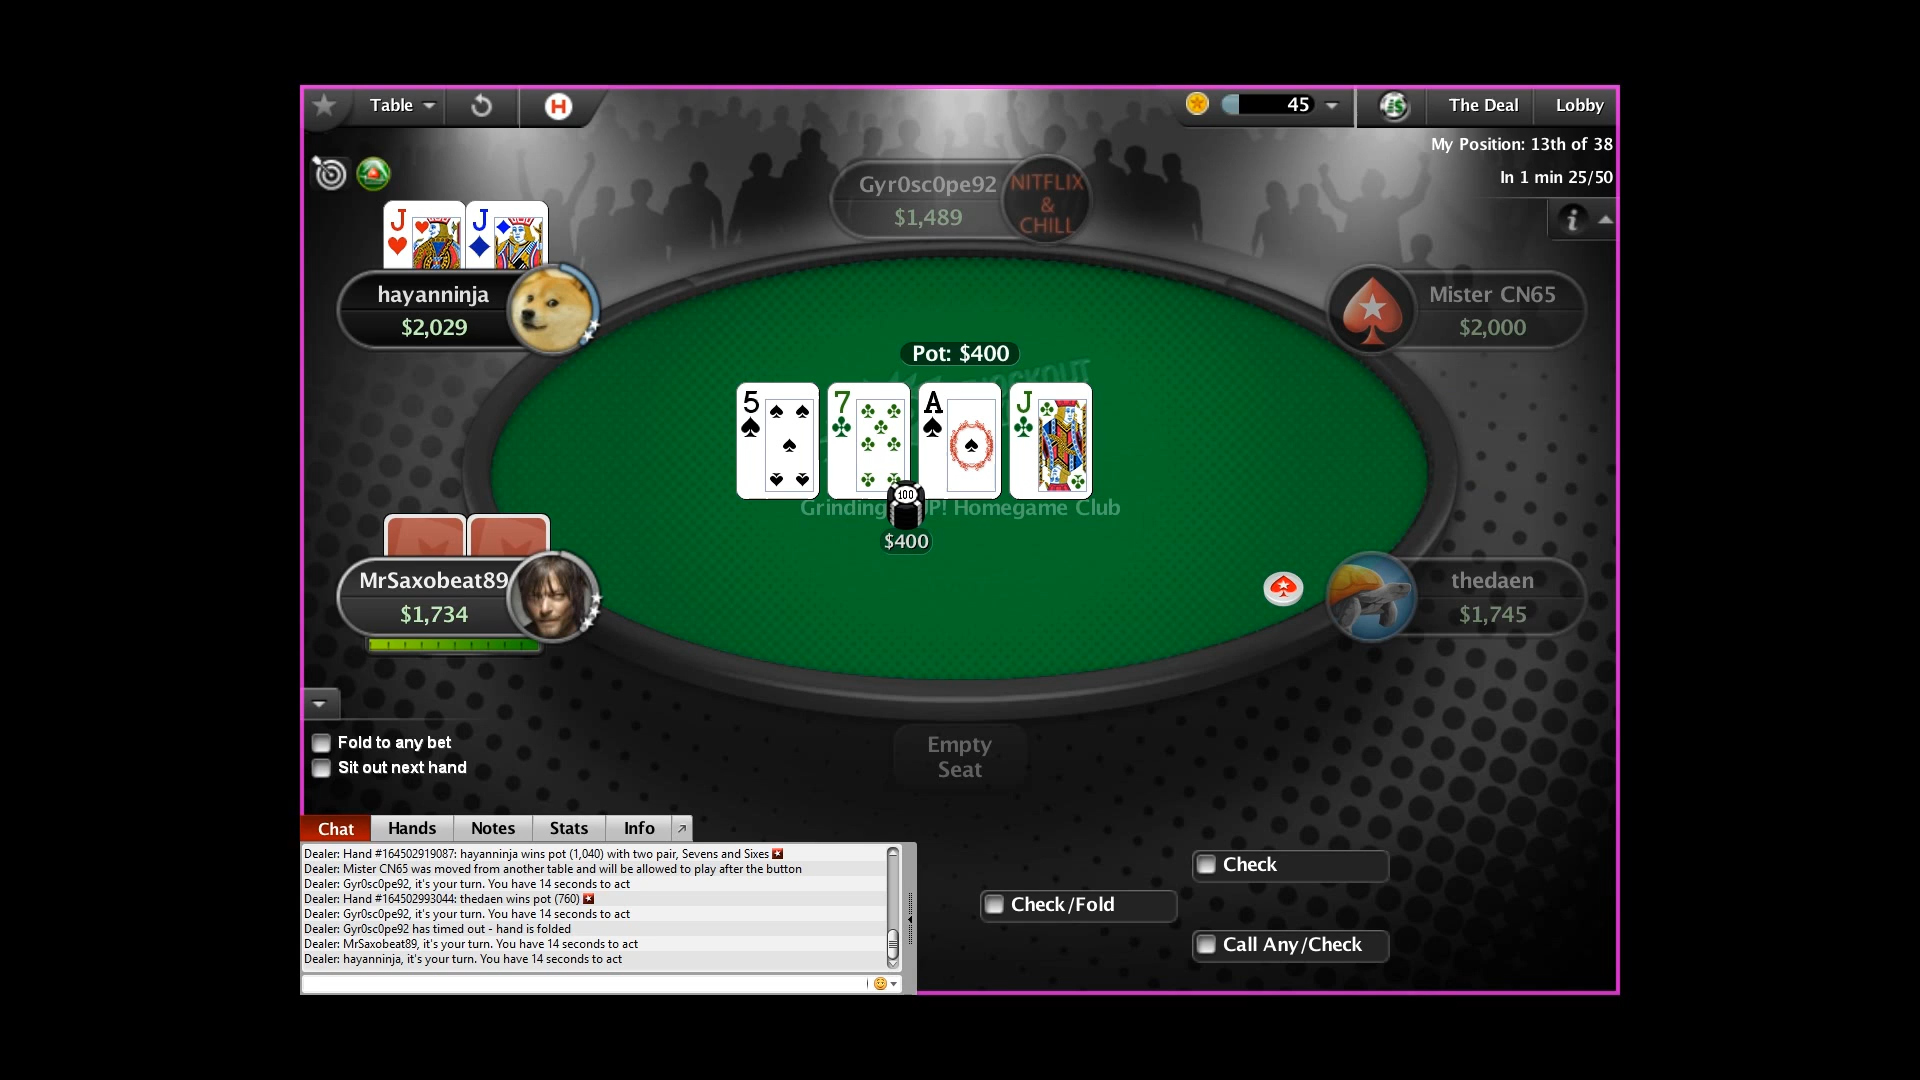 Table
H
45
The Deal
Lobby
My Position: 13th of 38
In 1 min 25/50
Gyr0sc0pe92
$1,489
NITFLIX
&
CHILL
J
J
hayanninja
$2,029
Mister CN65
$2,000
i
Pot: $400
5
7
A
J
100
Grinding UP! Homegame Club
$400
MrSaxobeat89
$1,734
thedaen
$1,745
Fold to any bet
Sit out next hand
Empty
Seat
Chat
Hands
Notes
Stats
Info
Dealer: Hand #164502919087: hayanninja wins pot (1,040) with two pair, Sevens and Sixes
Dealer: Mister CN65 was moved from another table and will be allowed to play after the button
Dealer: Gyr0sc0pe92, it's your turn. You have 14 seconds to act
Dealer: Hand #164502993044: thedaen wins pot (760)
Dealer: Gyr0sc0pe92, it's your turn. You have 14 seconds to act
Dealer: Gyr0sc0pe92 has timed out - hand is folded
Dealer: MrSaxobeat89, it's your turn. You have 14 seconds to act
Dealer: hayanninja, it's your turn. You have 14 seconds to act
Check
Check/Fold
Call Any/Check